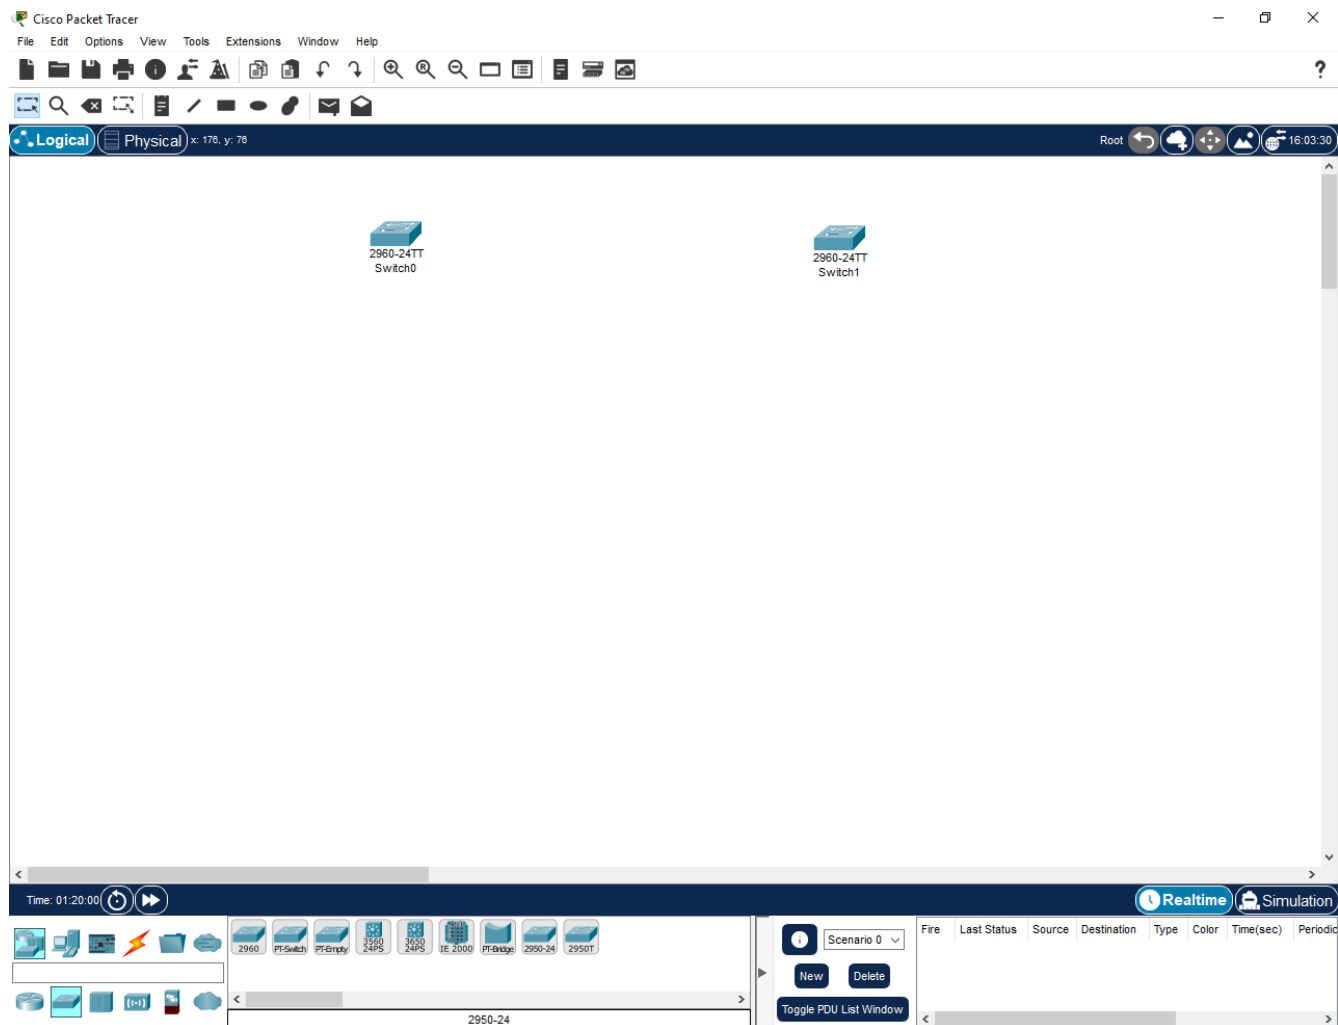 Cisco Packet Tracer
File Edit Options View Tools Extensions Window Help
?
Logical Physical x: 176, y: 76 Root 16:03:30
2960-24TT
Switch0
2960-24TT
Switch1
Time: 01:20:00 Realtime Simulation
2960 PT-Switch PT-Empty 3560 24PS 3650 24PS IE 2000 PT-Bridge 2950-24 2950T
2950-24
Scenario 0
New Delete
Toggle PDU List Window
Fire Last Status Source Destination Type Color Time(sec) Periodic